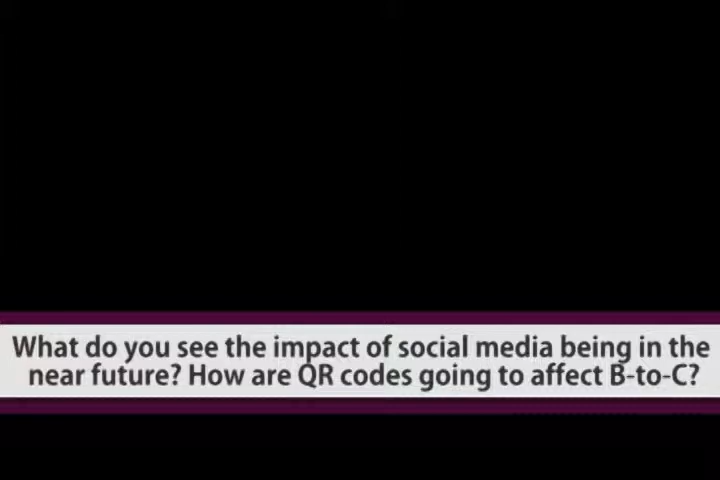 What do you see the impact of social media being in the
near future? How are QR codes going to affect B-to-C?